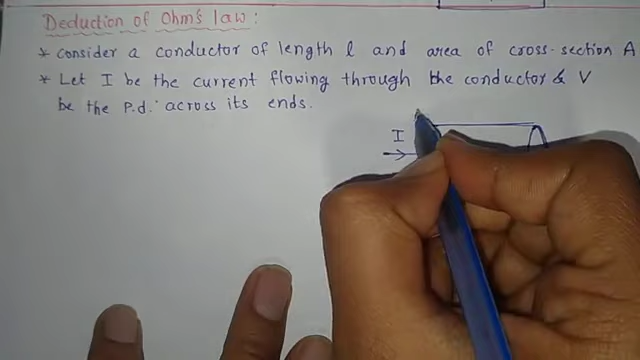 Deduction of Ohm's law :
* Consider a conductor of length l and area of cross-section A
* Let I be the current flowing through the conductor & V
be the P.d. across its ends.
I